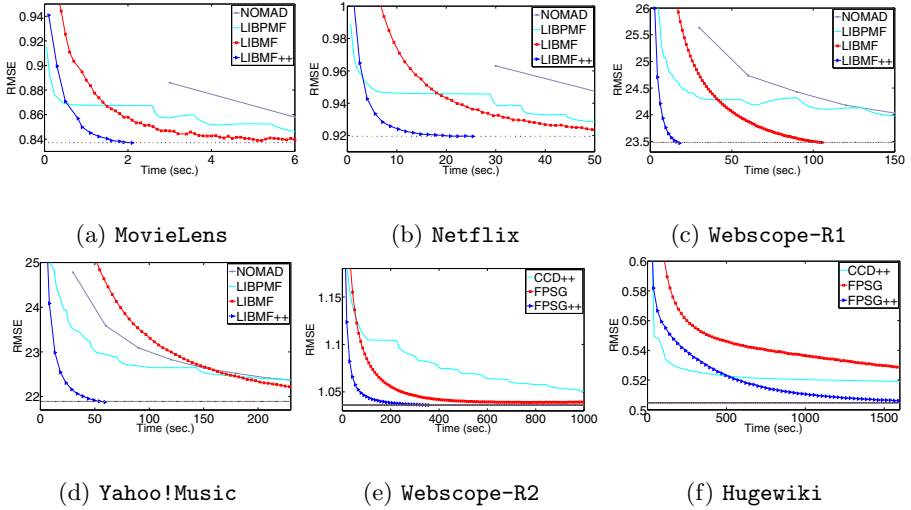 0.94
0.92
0.9
0.88
0.86
0.84
RMSE
0 2 4 6
Time (sec.)
NOMAD
LIBPMF
LIBMF
LIBMF++
(a) MovieLens
1
0.98
0.96
0.94
0.92
RMSE
0 10 20 30 40 50
Time (sec.)
NOMAD
LIBPMF
LIBMF
LIBMF++
(b) Netflix
26
25.5
25
24.5
24
23.5
RMSE
0 50 100 150
Time (sec.)
NOMAD
LIBPMF
LIBMF
LIBMF++
(c) Webscope-R1
25
24
23
22
RMSE
0 50 100 150 200
Time (sec.)
NOMAD
LIBPMF
LIBMF
LIBMF++
(d) Yahoo!Music
1.15
1.1
1.05
RMSE
0 200 400 600 800 1000
Time (sec.)
CCD++
FPSG
FPSG++
(e) Webscope-R2
0.6
0.58
0.56
0.54
0.52
0.5
RMSE
0 500 1000 1500
Time (sec.)
CCD++
FPSG
FPSG++
(f) Hugewiki